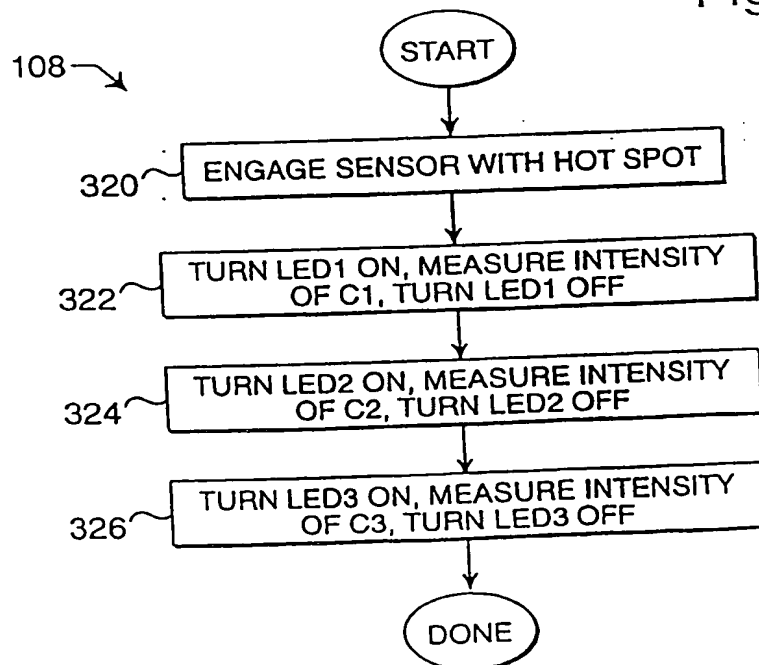 Fig
START
108
ENGAGE SENSOR WITH HOT SPOT
320
TURN LED1 ON, MEASURE INTENSITY
OF C1, TURN LED1 OFF
322
TURN LED2 ON, MEASURE INTENSITY
OF C2, TURN LED2 OFF
324
TURN LED3 ON, MEASURE INTENSITY
OF C3, TURN LED3 OFF
326
DONE